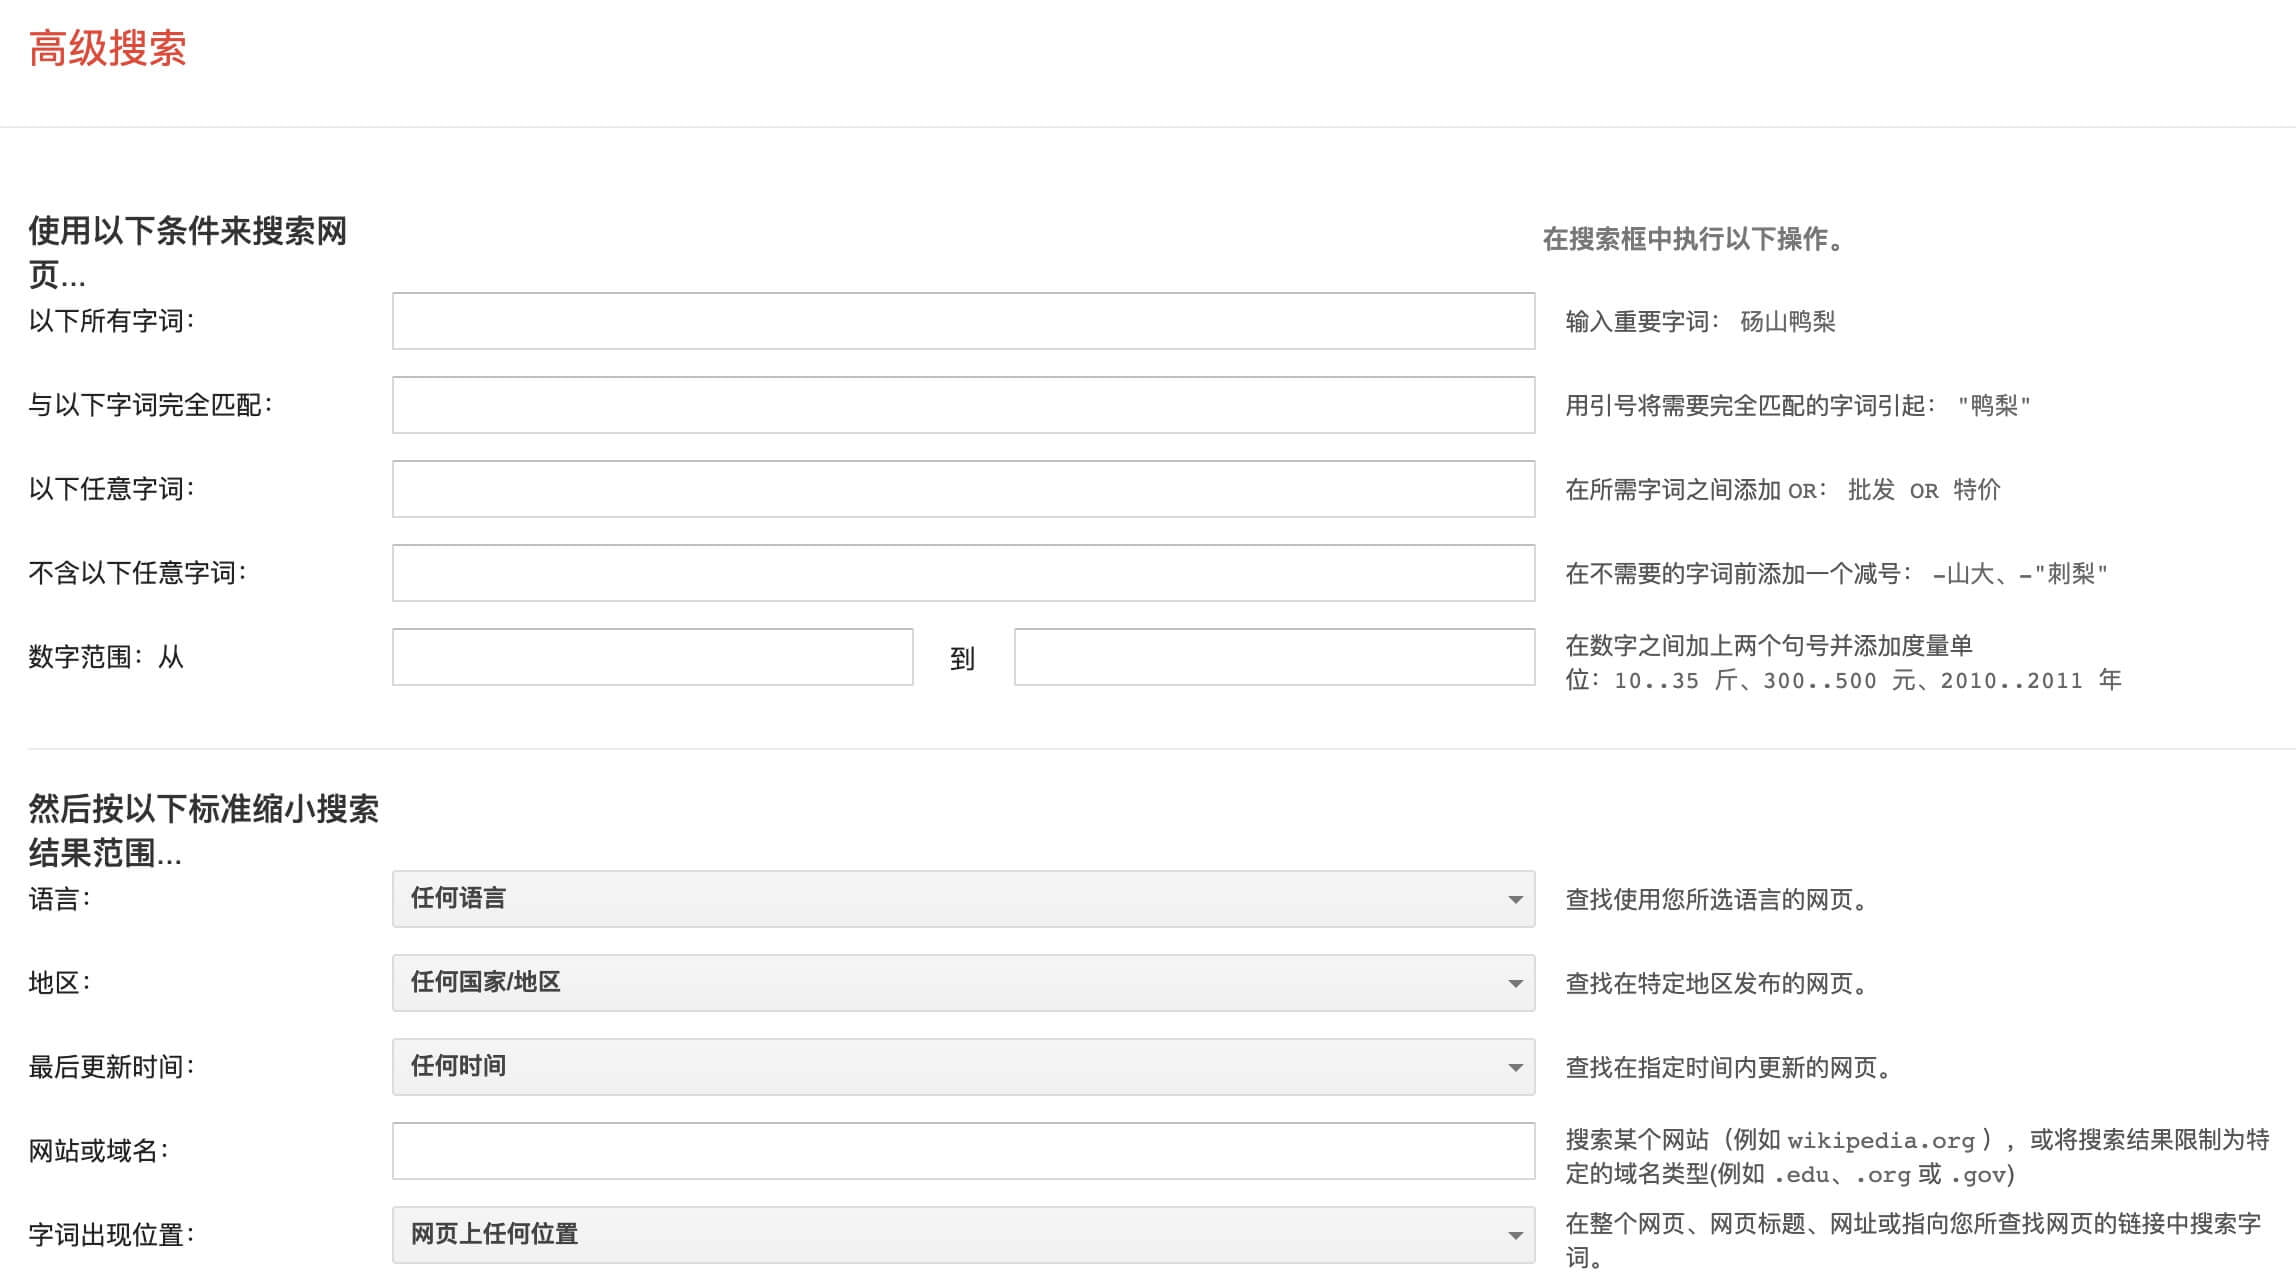 高级搜索
使用以下条件来搜索网
页...
在搜索框中执行以下操作。
以下所有字词：
输入重要字词： 砀山鸭梨
与以下字词完全匹配：
用引号将需要完全匹配的字词引起： "鸭梨"
以下任意字词：
在所需字词之间添加 OR： 批发 OR 特价
不含以下任意字词：
在不需要的字词前添加一个减号： -山大、-"刺梨"
数字范围：从
到
在数字之间加上两个句号并添加度量单
位：10..35 斤、300..500 元、2010..2011 年
然后按以下标准缩小搜索
结果范围...
语言：
任何语言
查找使用您所选语言的网页。
地区：
任何国家/地区
查找在特定地区发布的网页。
最后更新时间：
任何时间
查找在指定时间内更新的网页。
网站或域名：
搜索某个网站（例如 wikipedia.org ），或将搜索结果限制为特
定的域名类型(例如 .edu、.org 或 .gov)
字词出现位置：
网页上任何位置
在整个网页、网页标题、网址或指向您所查找网页的链接中搜索字
词。